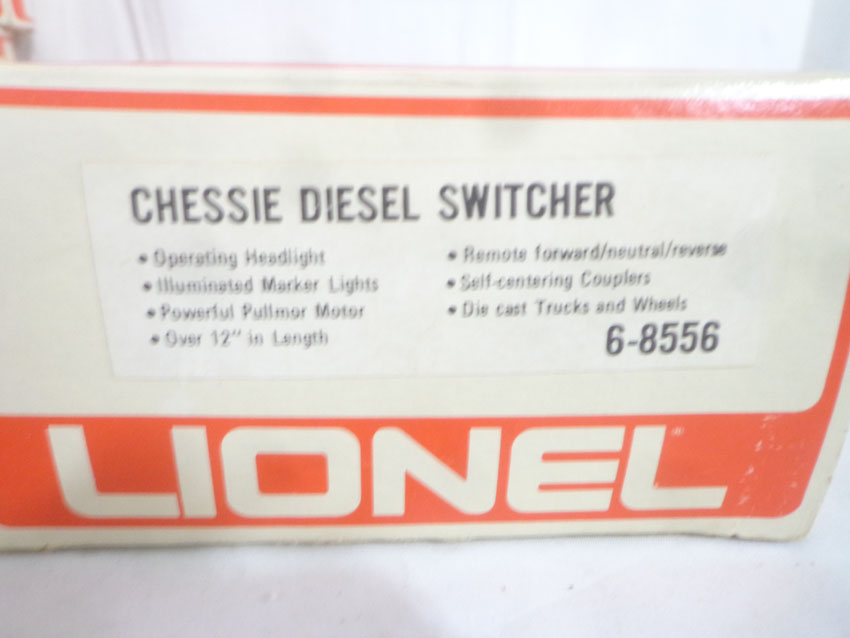 CHESSIE DIESEL SWITCHER
• Operating Headlight
• Illuminated Marker Lights
• Powerful Pullmor Motor
• Over 12" in Length
• Remote forward/neutral/reverse
• Self-centering Couplers
• Die cast Trucks and Wheels
6-8556
LIONEL®